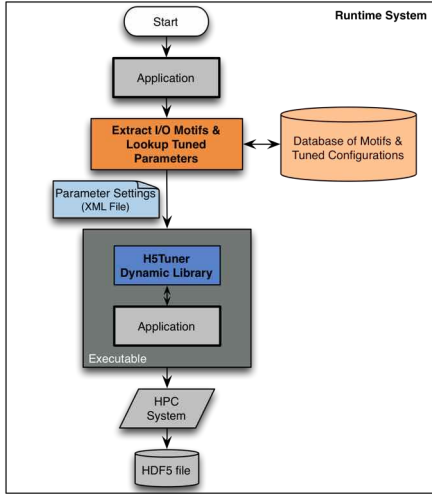 Runtime System
Start
Application
Extract I/O Motifs &
Lookup Tuned
Parameters
Database of Motifs &
Tuned Configurations
Parameter Settings
(XML File)
H5Tuner
Dynamic Library
Application
Executable
HPC
System
HDF5 file